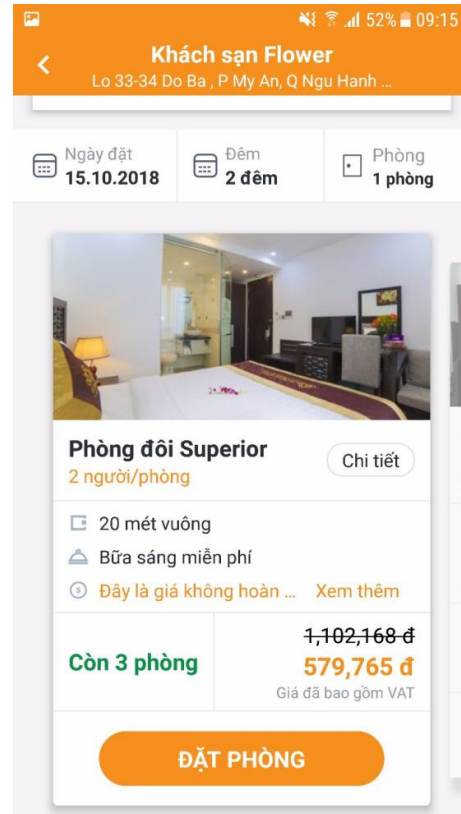 52% 09:15
Khách sạn Flower
Lo 33-34 Do Ba , P My An, Q Ngu Hanh ...
Ngày đặt
15.10.2018
Đêm
2 đêm
Phòng
1 phòng
Phòng đôi Superior
2 người/phòng
Chi tiết
20 mét vuông
Bữa sáng miễn phí
Đây là giá không hoàn ... Xem thêm
Còn 3 phòng
1,102,168 đ
579,765 đ
Giá đã bao gồm VAT
ĐẶT PHÒNG